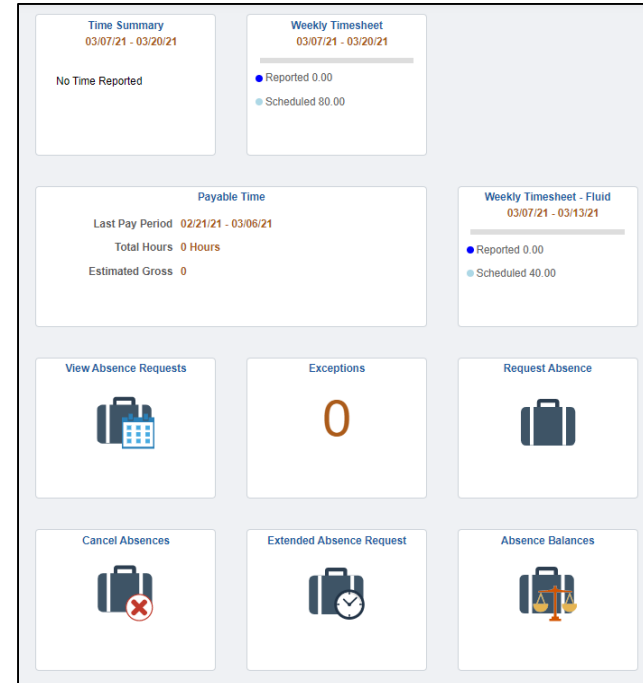 Time Summary
03/07/21 - 03/20/21
No Time Reported
Weekly Timesheet
03/07/21 - 03/20/21
Reported 0.00
Scheduled 80.00
Payable Time
Last Pay Period 02/21/21 - 03/06/21
Total Hours 0 Hours
Estimated Gross 0
Weekly Timesheet - Fluid
03/07/21 - 03/13/21
Reported 0.00
Scheduled 40.00
View Absence Requests
Exceptions
0
Request Absence
Cancel Absences
Extended Absence Request
Absence Balances